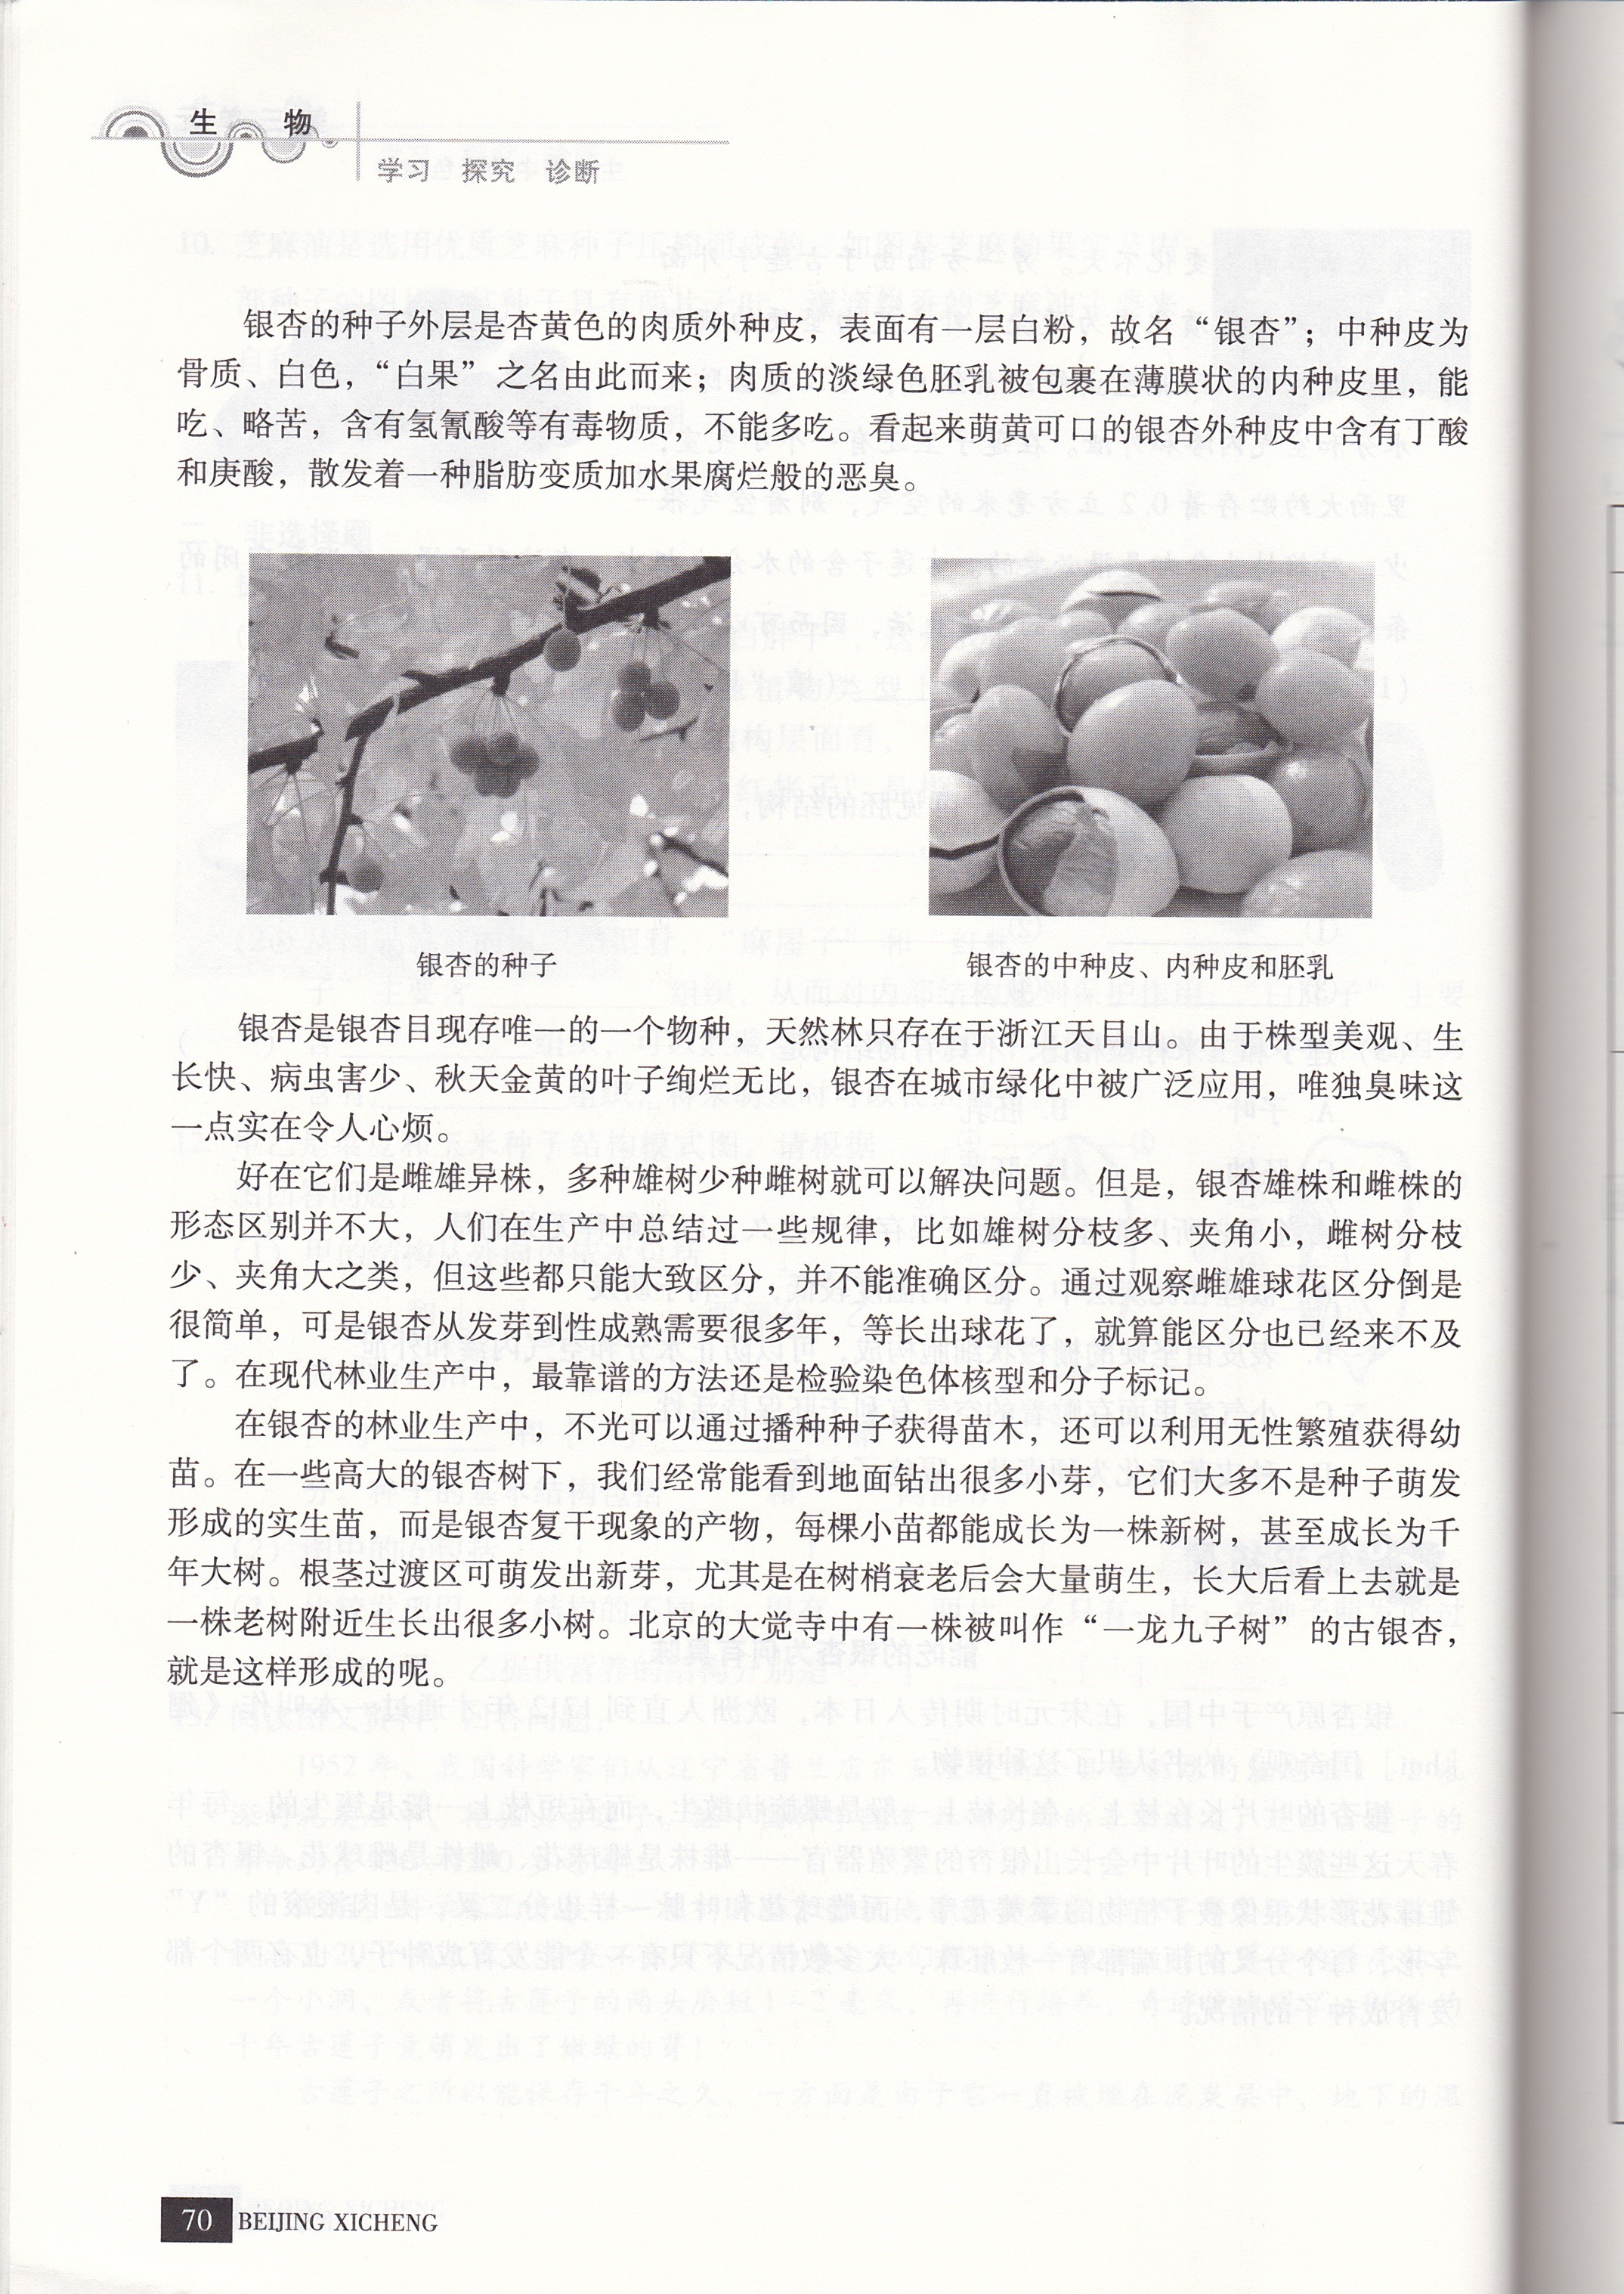 生 物
学习 探究 诊断
银杏的种子外层是杏黄色的肉质外种皮，表面有一层白粉，故名“银杏”；中种皮为
骨质、白色，“白果”之名由此而来；肉质的淡绿色胚乳被包裹在薄膜状的内种皮里，能
吃、略苦，含有氢氰酸等有毒物质，不能多吃。看起来萌黄可口的银杏外种皮中含有丁酸
和庚酸，散发着一种脂肪变质加水果腐烂般的恶臭。
银杏的种子
银杏的中种皮、内种皮和胚乳
银杏是银杏目现存唯一的一个物种，天然林只存在于浙江天目山。由于株型美观、生
长快、病虫害少、秋天金黄的叶子绚烂无比，银杏在城市绿化中被广泛应用，唯独臭味这
一点实在令人心烦。
好在它们是雌雄异株，多种雄树少种雌树就可以解决问题。但是，银杏雄株和雌株的
形态区别并不大，人们在生产中总结过一些规律，比如雄树分枝多、夹角小，雌树分枝
少、夹角大之类，但这些都只能大致区分，并不能准确区分。通过观察雌雄球花区分倒是
很简单，可是银杏从发芽到性成熟需要很多年，等长出球花了，就算能区分也已经来不及
了。在现代林业生产中，最靠谱的方法还是检验染色体核型和分子标记。
在银杏的林业生产中，不光可以通过播种种子获得苗木，还可以利用无性繁殖获得幼
苗。在一些高大的银杏树下，我们经常能看到地面钻出很多小芽，它们大多不是种子萌发
形成的实生苗，而是银杏复干现象的产物，每棵小苗都能成长为一株新树，甚至成长为千
年大树。根茎过渡区可萌发出新芽，尤其是在树梢衰老后会大量萌生，长大后看上去就是
一株老树附近生长出很多小树。北京的大觉寺中有一株被叫作“一龙九子树”的古银杏，
就是这样形成的呢。
70 BEIJING XICHENG